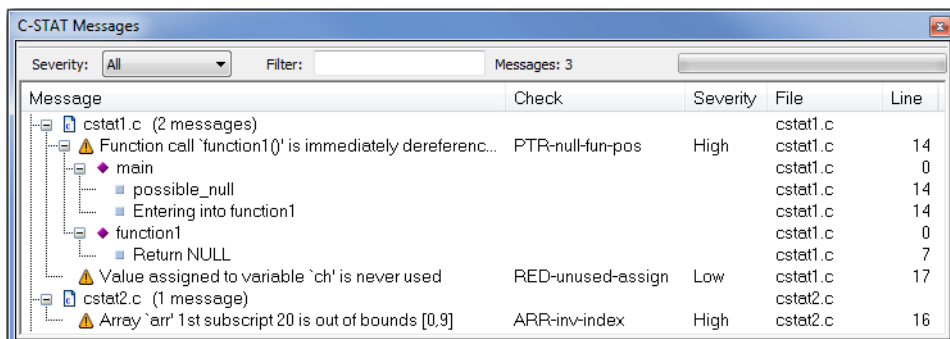 C-STAT Messages
Severity: All Filter: Messages: 3
Message Check Severity File Line
cstat1.c (2 messages) cstat1.c
Function call `function1()' is immediately dereferenc... PTR-null-fun-pos High cstat1.c 14
main cstat1.c 0
possible_null cstat1.c 14
Entering into function1 cstat1.c 14
function1 cstat1.c 0
Return NULL cstat1.c 7
Value assigned to variable `ch' is never used RED-unused-assign Low cstat1.c 17
cstat2.c (1 message) cstat2.c
Array `arr' 1st subscript 20 is out of bounds [0,9] ARR-inv-index High cstat2.c 16